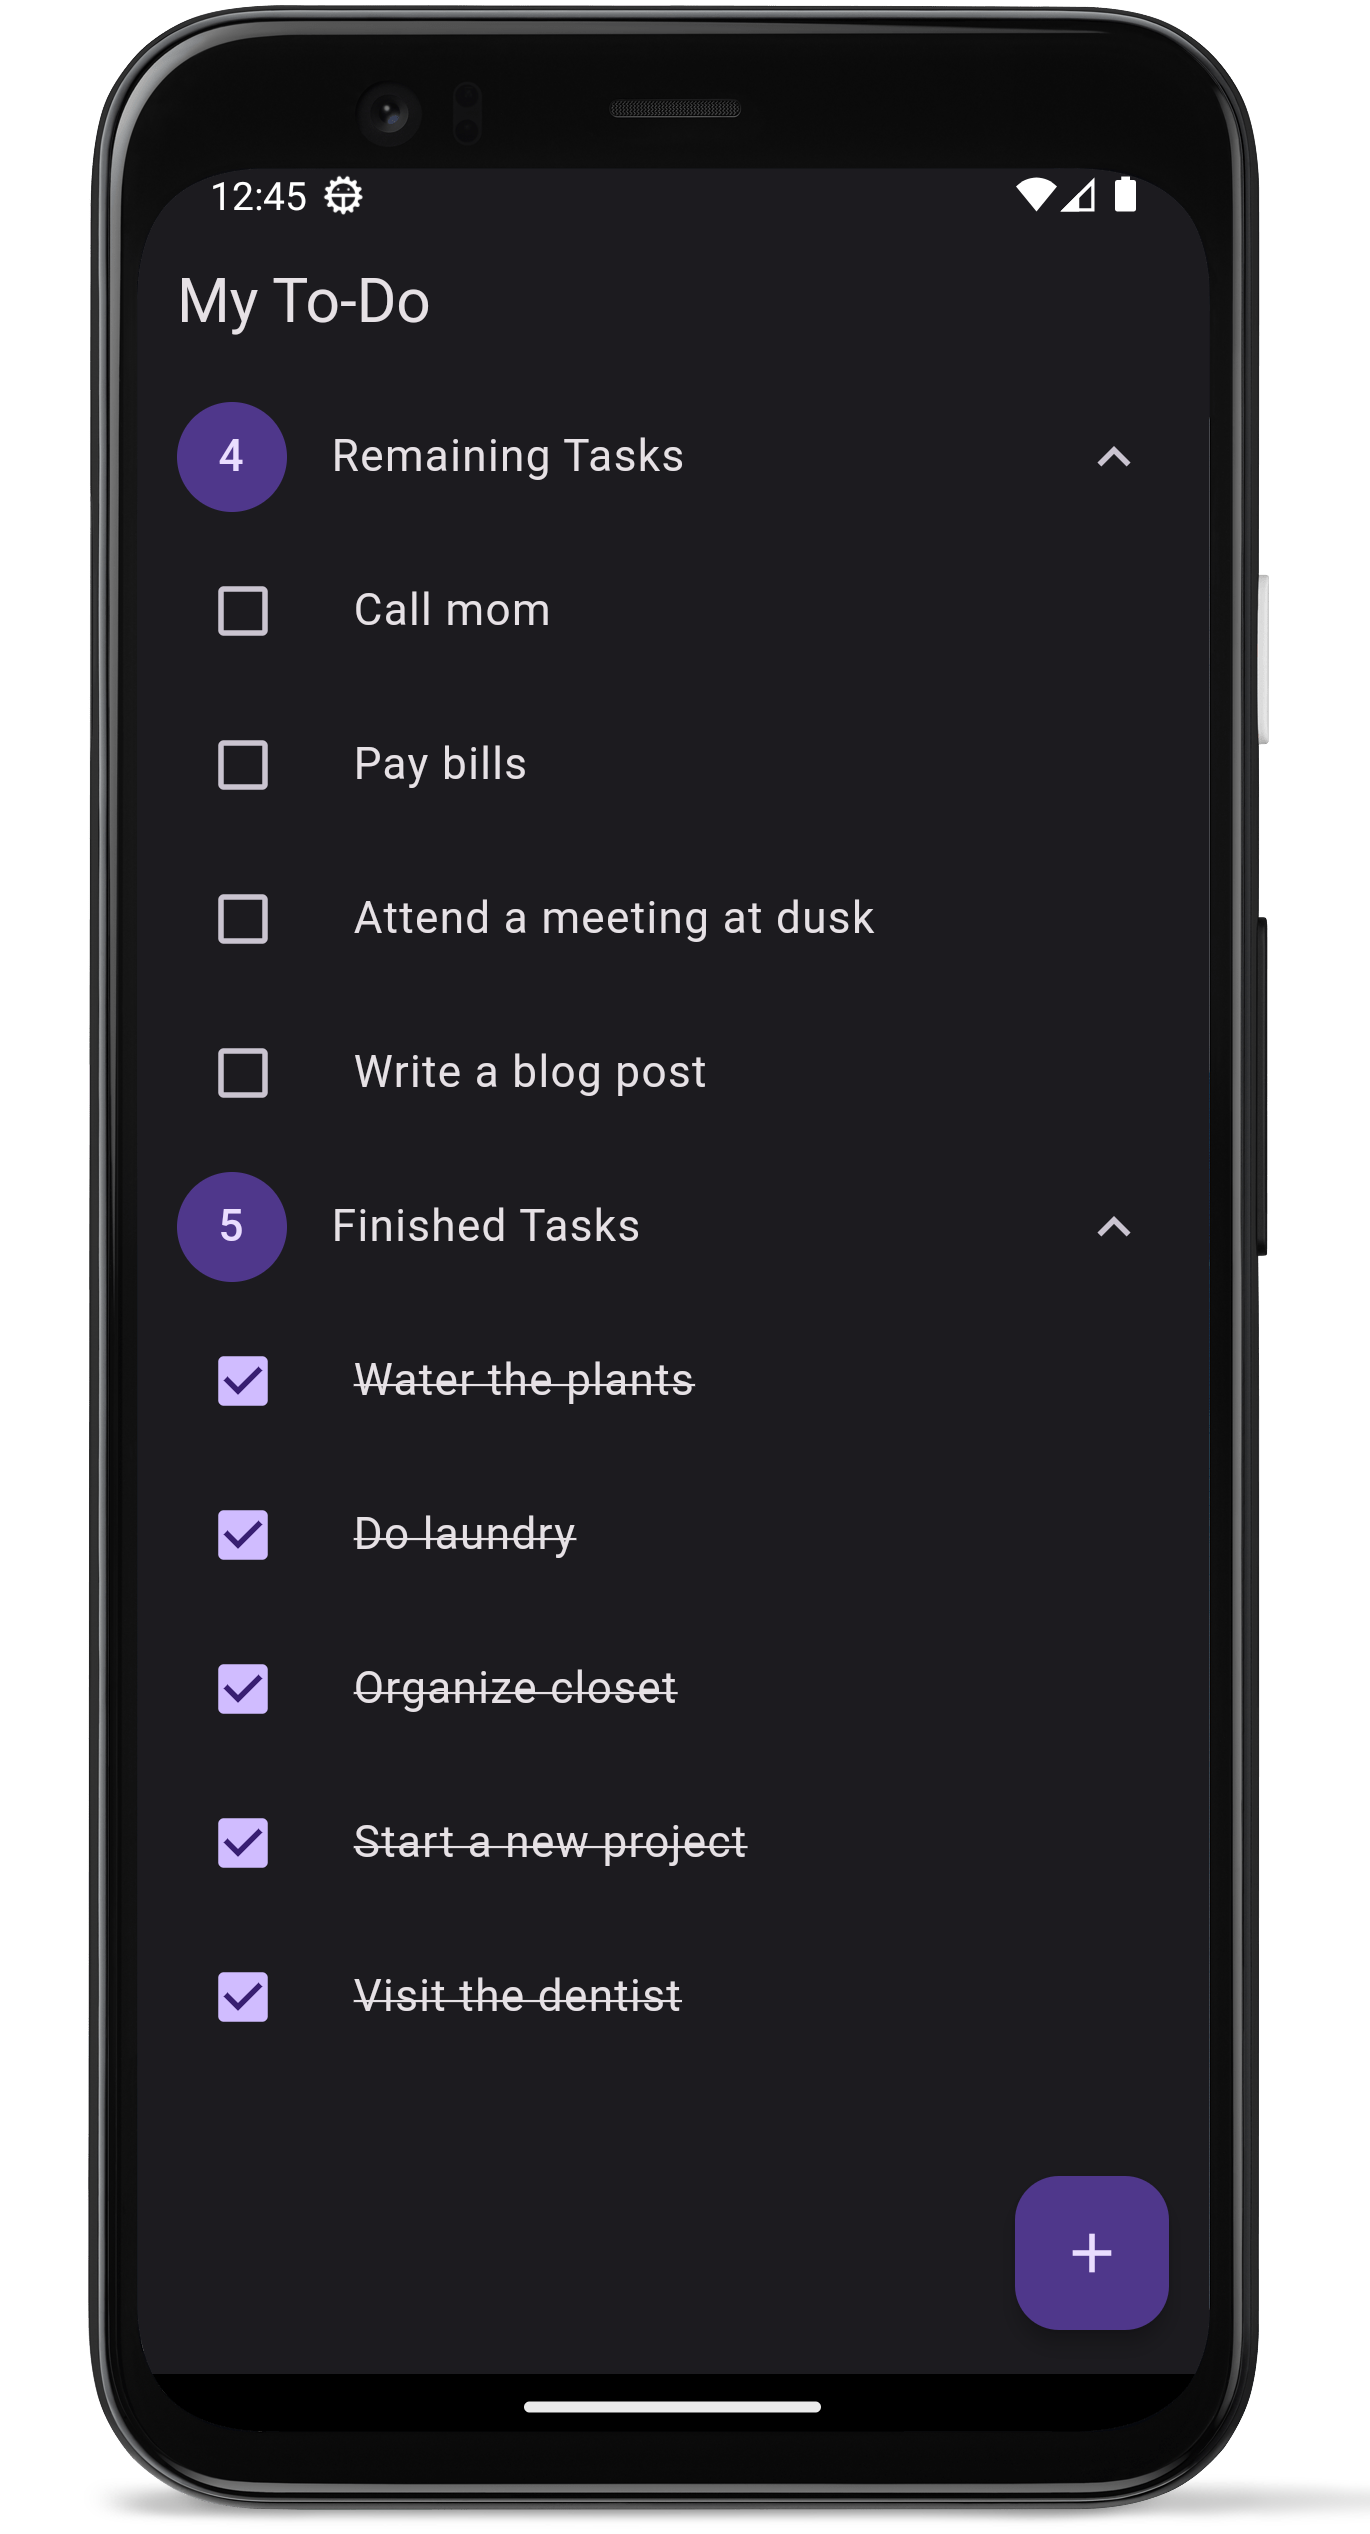 12:45
My To-Do
4 Remaining Tasks
Call mom
Pay bills
Attend a meeting at dusk
Write a blog post
5 Finished Tasks
Water the plants
Do laundry
Organize closet
Start a new project
Visit the dentist